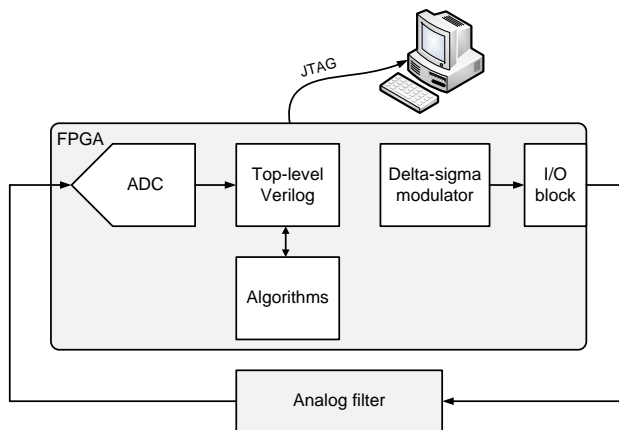 JTAG
FPGA
ADC
Top-level
Verilog
Delta-sigma
modulator
I/O
block
Algorithms
Analog filter